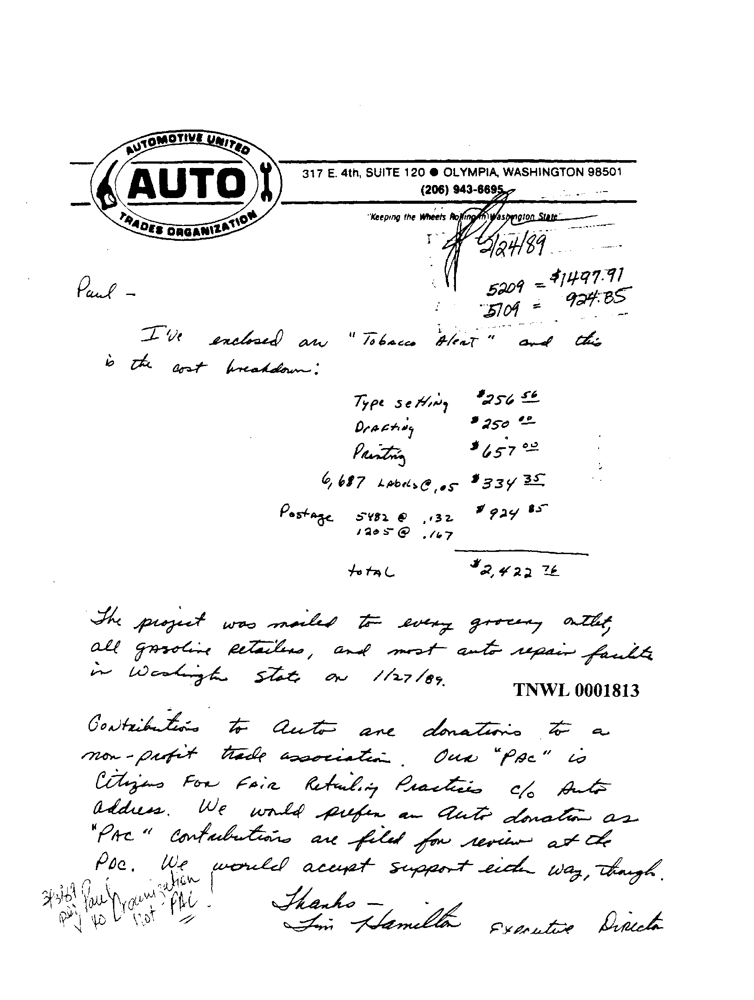 AUTOMOTIVE UNITED
AUTO
TRADES ORGANIZATION
317 E. 4th, SUITE 120 ● OLYMPIA, WASHINGTON 98501
(206) 943-6695
"Keeping the Wheels Rolling in Washington State"
2/24/89
5209 = $1497.91
5709 = 924.85
Paul -
I've enclosed an "Tobacco Alert" and this
is the cost breakdown:
Type setting $256 56
Drafting $250 00
Printing $657 00
6,687 Labels @ .05 $334 35
Postage 5482 @ .132 $924 85
1205 @ .167
total $2,422 76
The project was mailed to every grocery outlet,
all gasoline retailers, and most auto repair facilits
in Washington State on 1/27/89.
TNWL 0001813
Contributions to Auto are donations to a
non-profit trade association. Our "PAC" is
Citizens For Fair Retailing Practices c/o Auto
address. We would prefer an Auto donation as
"PAC" contributions are filed for review at the
PDC. We would accept support either way, though.
3/3/89 Paul
to Organization
not PAC.
Thanks -
Tim Hamilton Executive Director